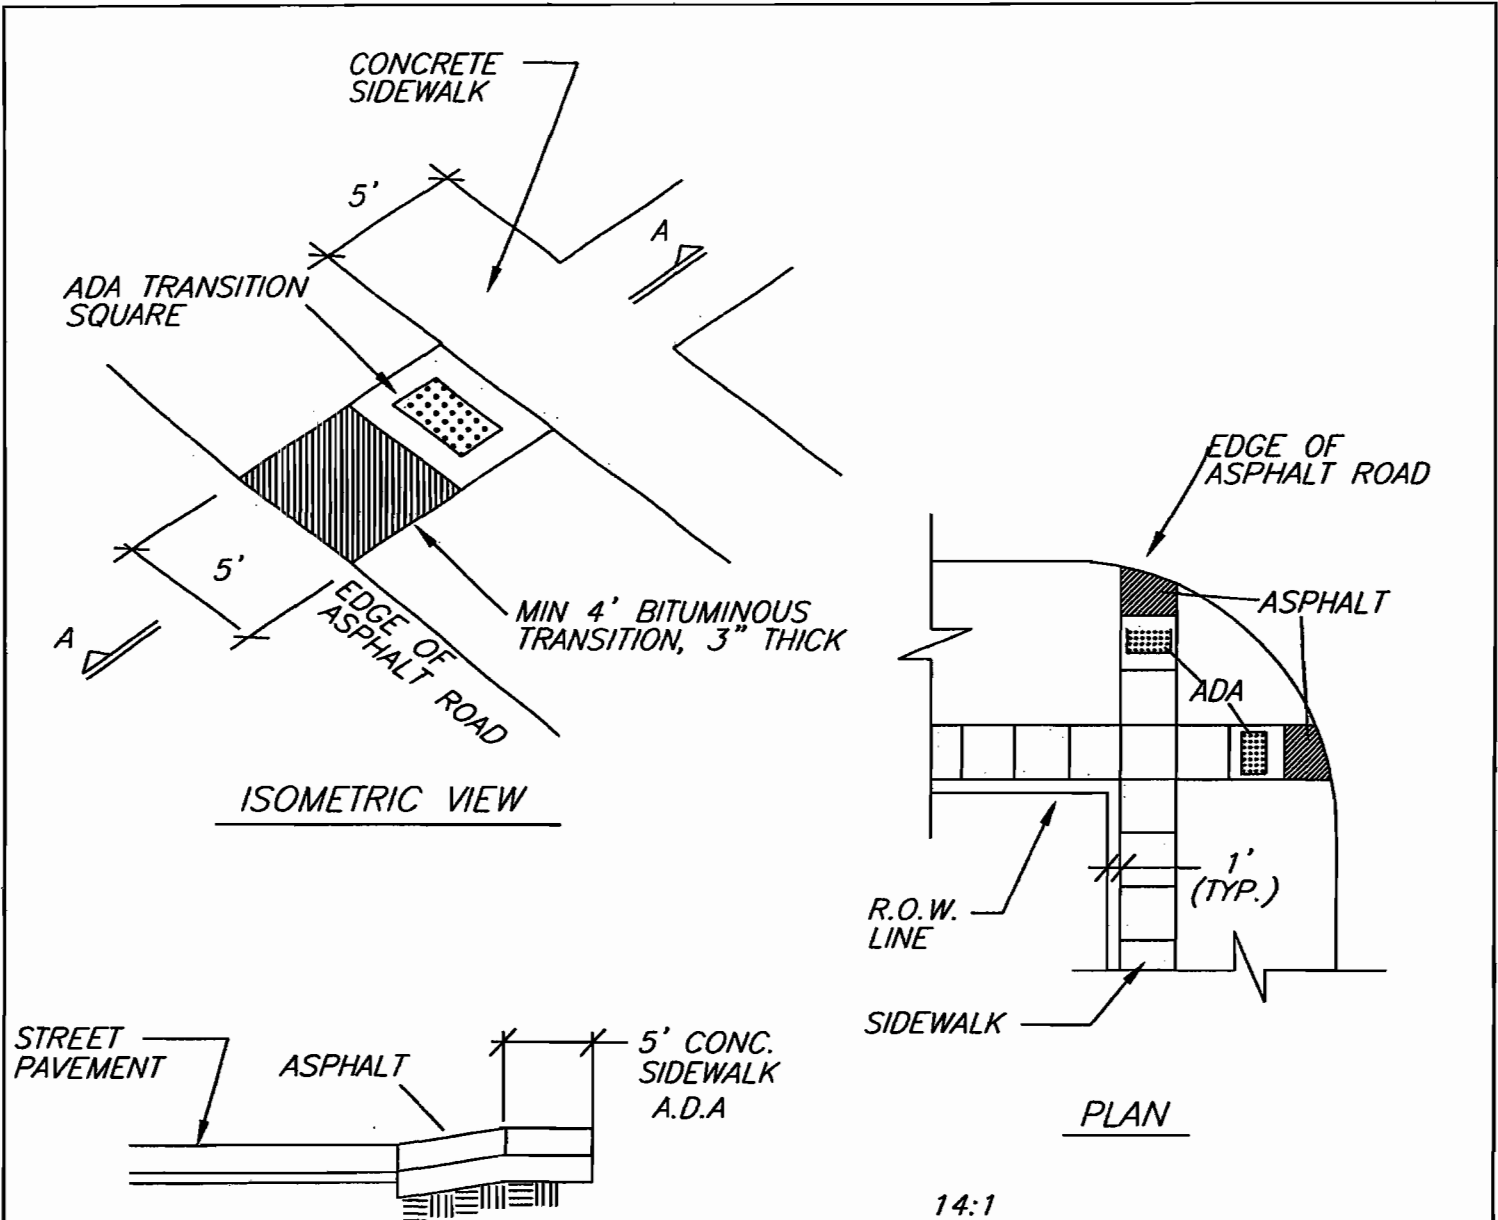 CONCRETE
SIDEWALK
5'
A
ADA TRANSITION
SQUARE
5'
A
MIN 4' BITUMINOUS
TRANSITION, 3" THICK
EDGE OF
ASPHALT ROAD
ISOMETRIC VIEW
EDGE OF
ASPHALT ROAD
ASPHALT
ADA
1'
(TYP.)
R.O.W.
LINE
SIDEWALK
PLAN
STREET
PAVEMENT
ASPHALT
5' CONC.
SIDEWALK
A.D.A
14:1